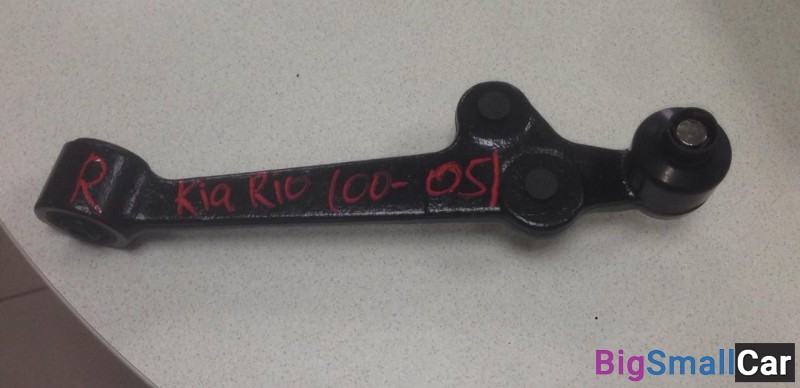 R
Kia Rio (00-05)
BigSmallCar